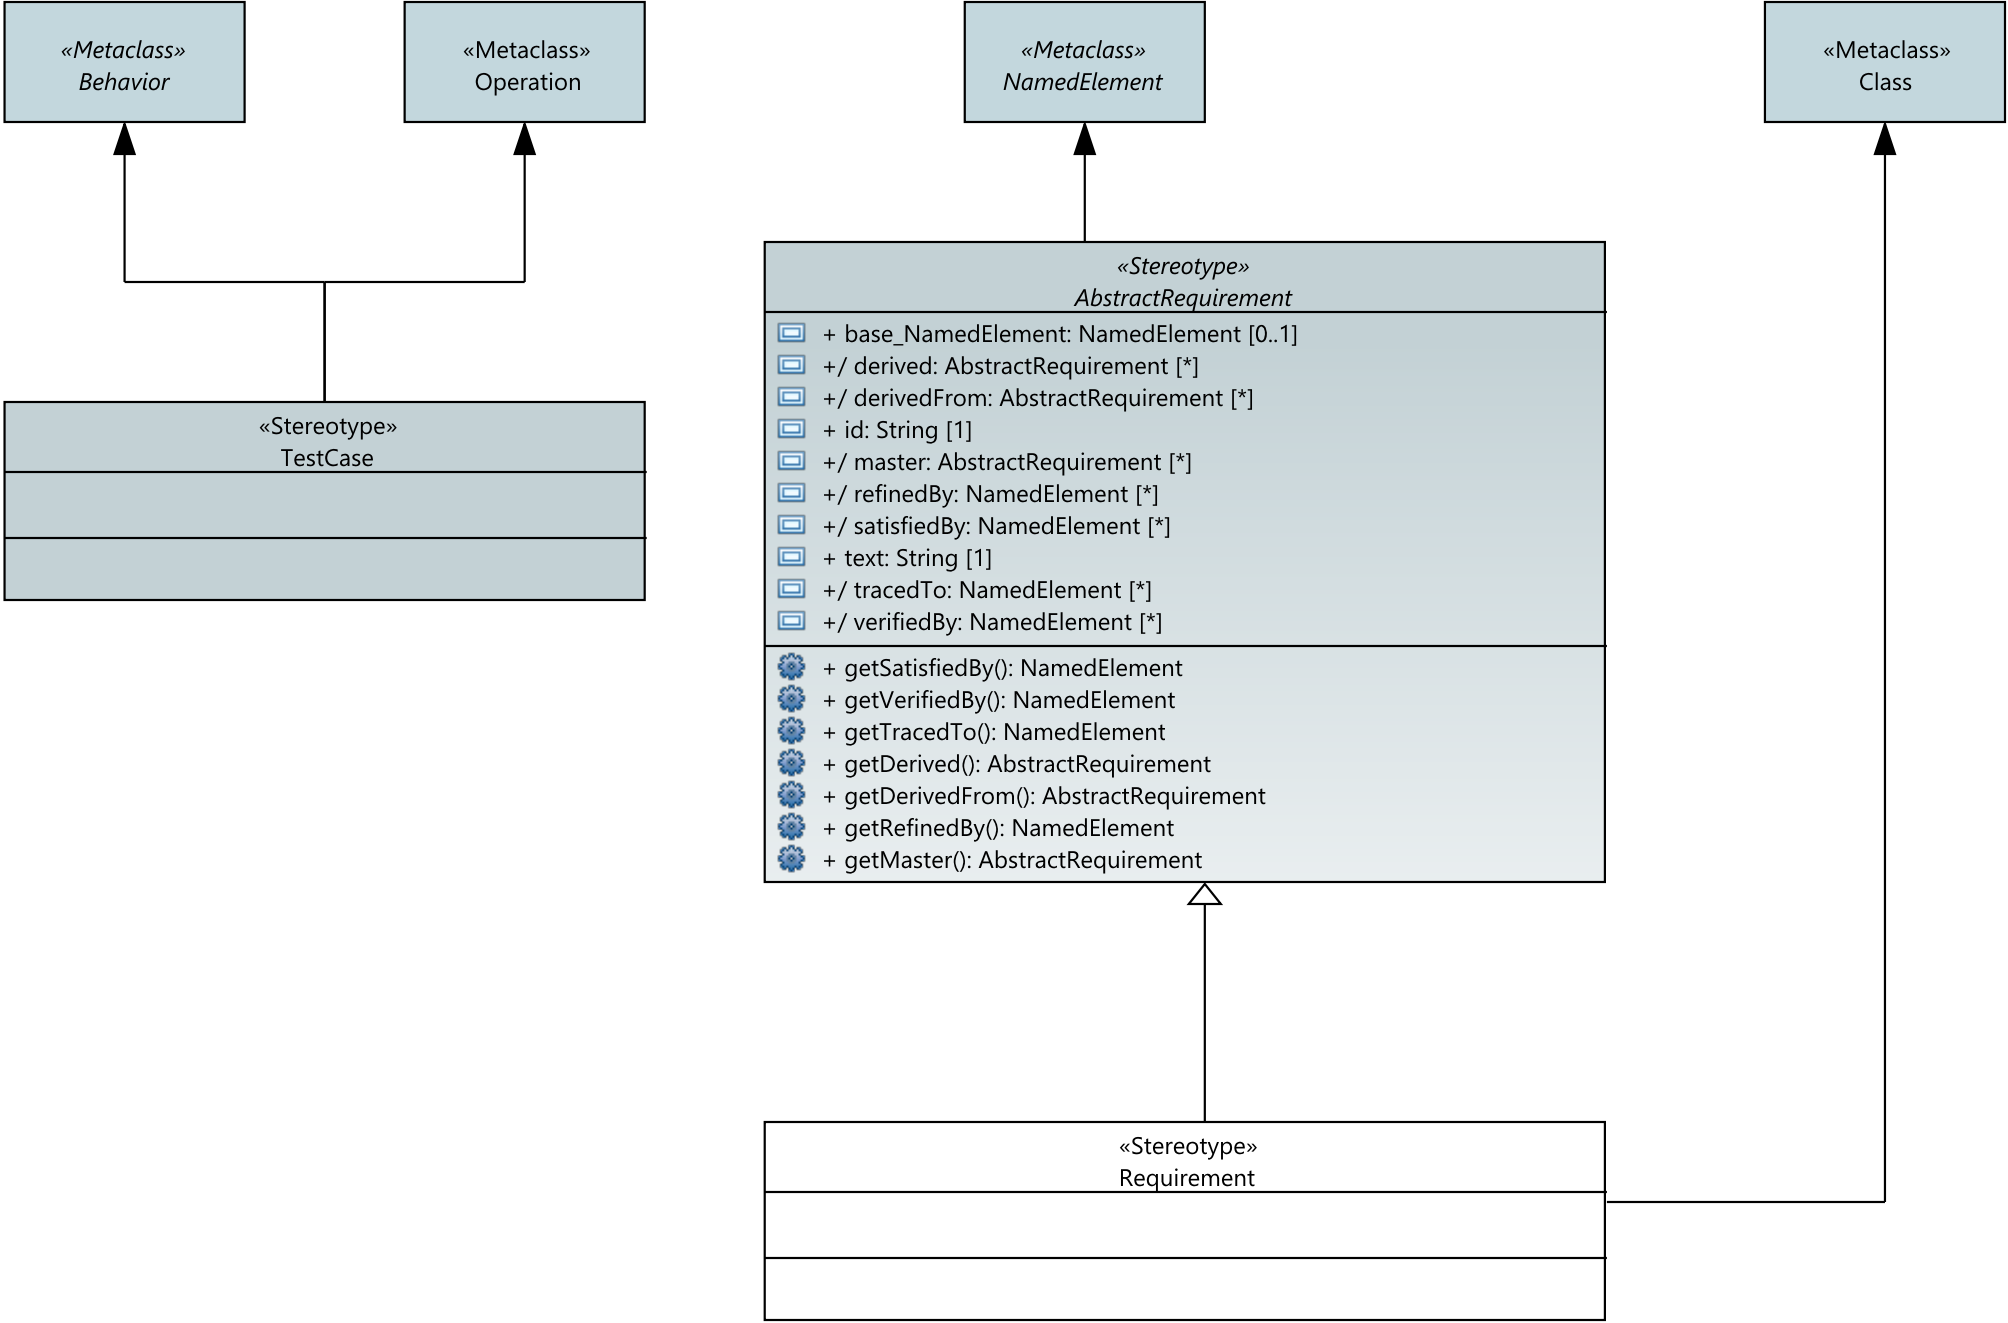 «Metaclass»
Behavior
«Metaclass»
Operation
«Metaclass»
NamedElement
«Metaclass»
Class
«Stereotype»
TestCase
«Stereotype»
AbstractRequirement
+ base_NamedElement: NamedElement [0..1]
+/ derived: AbstractRequirement [*]
+/ derivedFrom: AbstractRequirement [*]
+ id: String [1]
+/ master: AbstractRequirement [*]
+/ refinedBy: NamedElement [*]
+/ satisfiedBy: NamedElement [*]
+ text: String [1]
+/ tracedTo: NamedElement [*]
+/ verifiedBy: NamedElement [*]
+ getSatisfiedBy(): NamedElement
+ getVerifiedBy(): NamedElement
+ getTracedTo(): NamedElement
+ getDerived(): AbstractRequirement
+ getDerivedFrom(): AbstractRequirement
+ getRefinedBy(): NamedElement
+ getMaster(): AbstractRequirement
«Stereotype»
Requirement